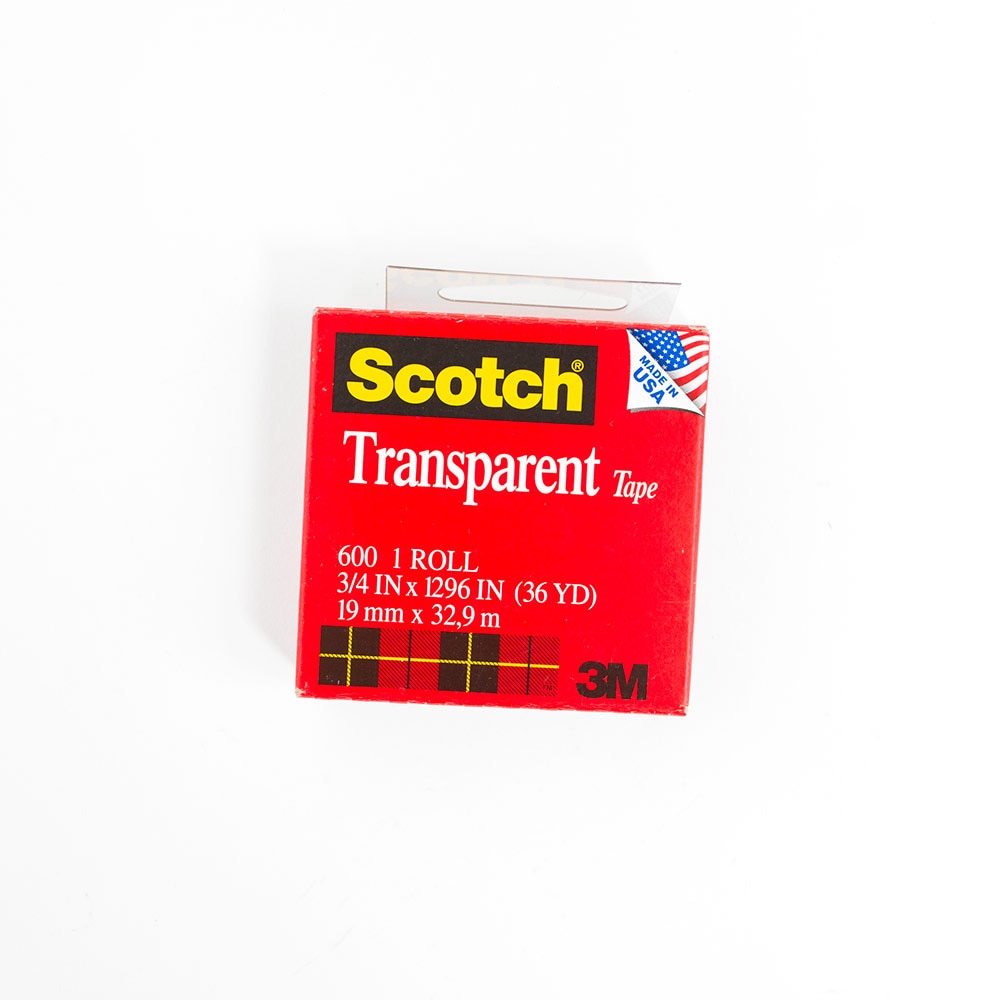 Scotch®
MADE IN
USA
Transparent Tape
600 1 ROLL
3/4 IN x 1296 IN (36 YD)
19 mm x 32,9 m
TM
3M